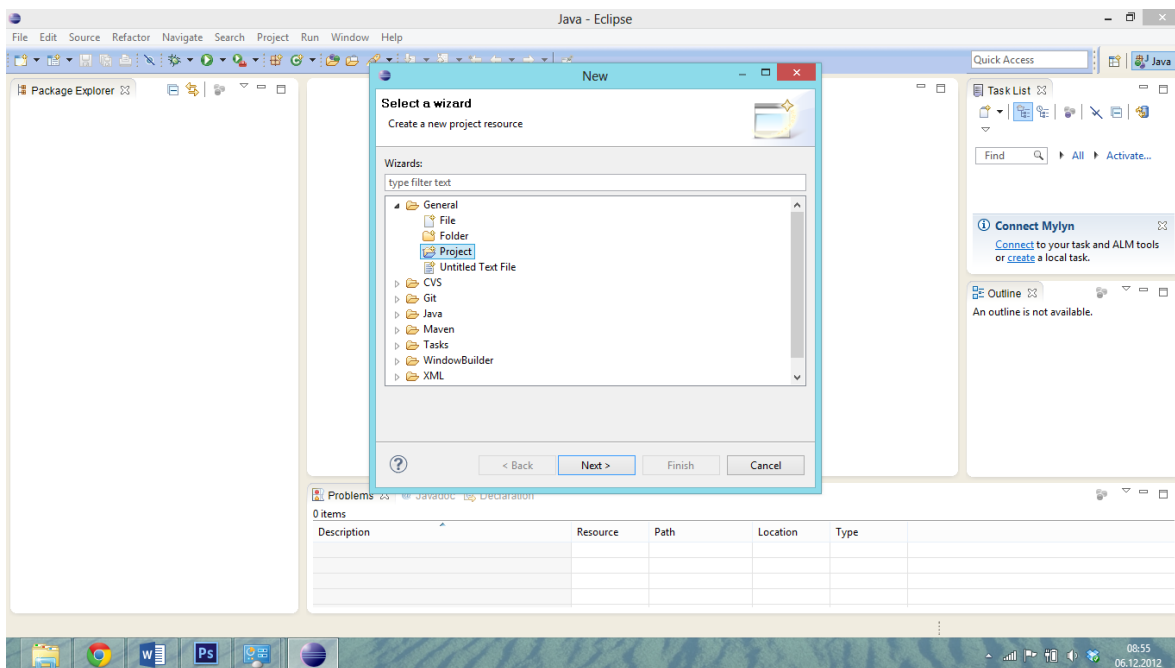 Java - Eclipse
File Edit Source Refactor Navigate Search Project Run Window Help
Quick Access
Java
Package Explorer
New
Task List
Select a wizard
Create a new project resource
Find
All
Activate...
Wizards:
type filter text
General
File
Folder
Project
Untitled Text File
CVS
Git
Java
Maven
Tasks
WindowBuilder
XML
Connect Mylyn
Connect to your task and ALM tools
or create a local task.
Outline
An outline is not available.
< Back Next > Finish Cancel
Problems Javadoc Declaration
0 items
Description Resource Path Location Type
W Ps
08:55
06.12.2012